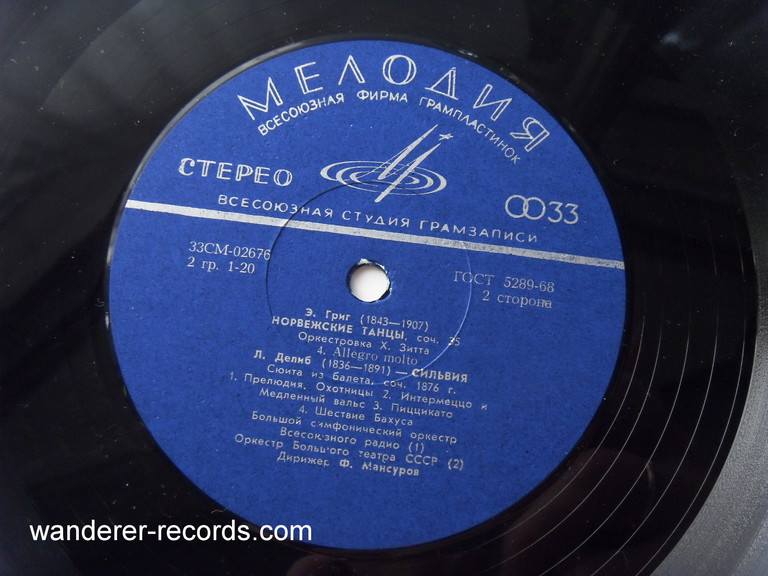 МЕЛОДИЯ
ВСЕСОЮЗНАЯ ФИРМА ГРАМПЛАСТИНОК
СТЕРЕО
33
ВСЕСОЮЗНАЯ СТУДИЯ ГРАМЗАПИСИ
33СМ-02676
2 гр. 1-20
ГОСТ 5289-68
2 сторона
Э. Григ (1843—1907)
НОРВЕЖСКИЕ ТАНЦЫ, соч. 35
Оркестровка Х. Зитта
4. Allegro molto
Л. Делиб (1836—1891) — СИЛЬВИЯ
Сюита из балета, соч. 1876 г.
1. Прелюдия. Охотницы 2. Интермеццо и
Медленный вальс 3. Пиццикато
4. Шествие Бахуса
Большой симфонический оркестр
Всесоюзного радио (1)
Оркестр Большого театра СССР (2)
Дирижер Ф. Мансуров
wanderer-records.com